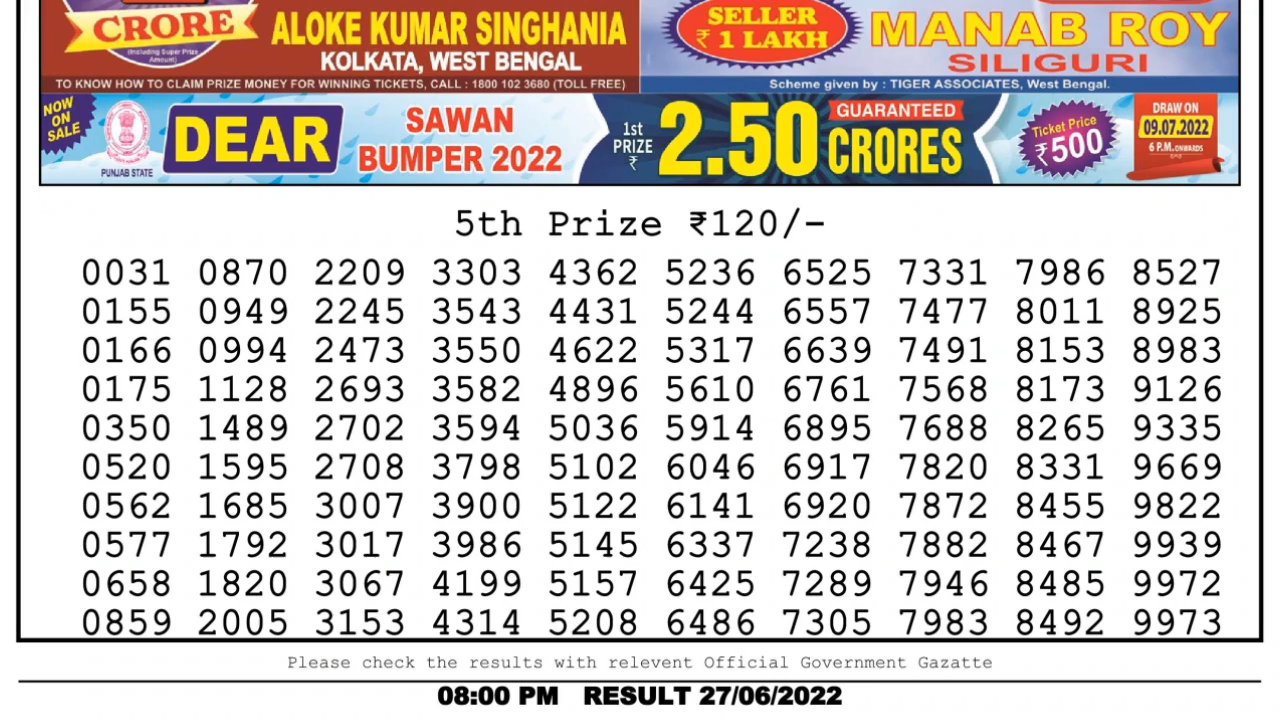 CRORE
(Including Super Prize Amount)
ALOKE KUMAR SINGHANIA
KOLKATA, WEST BENGAL
TO KNOW HOW TO CLAIM PRIZE MONEY FOR WINNING TICKETS, CALL : 1800 102 3680 (TOLL FREE)
SELLER
₹ 1 LAKH
MANAB ROY
SILIGURI
Scheme given by : TIGER ASSOCIATES, West Bengal.
NOW
ON
SALE
PUNJAB STATE
DEAR
SAWAN
BUMPER 2022
1st
PRIZE
₹
2.50
GUARANTEED
CRORES
Ticket Price
₹500
DRAW ON
09.07.2022
6 P.M. ONWARDS
5th Prize ₹120/-
0031 0870 2209 3303 4362 5236 6525 7331 7986 8527
0155 0949 2245 3543 4431 5244 6557 7477 8011 8925
0166 0994 2473 3550 4622 5317 6639 7491 8153 8983
0175 1128 2693 3582 4896 5610 6761 7568 8173 9126
0350 1489 2702 3594 5036 5914 6895 7688 8265 9335
0520 1595 2708 3798 5102 6046 6917 7820 8331 9669
0562 1685 3007 3900 5122 6141 6920 7872 8455 9822
0577 1792 3017 3986 5145 6337 7238 7882 8467 9939
0658 1820 3067 4199 5157 6425 7289 7946 8485 9972
0859 2005 3153 4314 5208 6486 7305 7983 8492 9973
Please check the results with relevent Official Government Gazatte
08:00 PM RESULT 27/06/2022